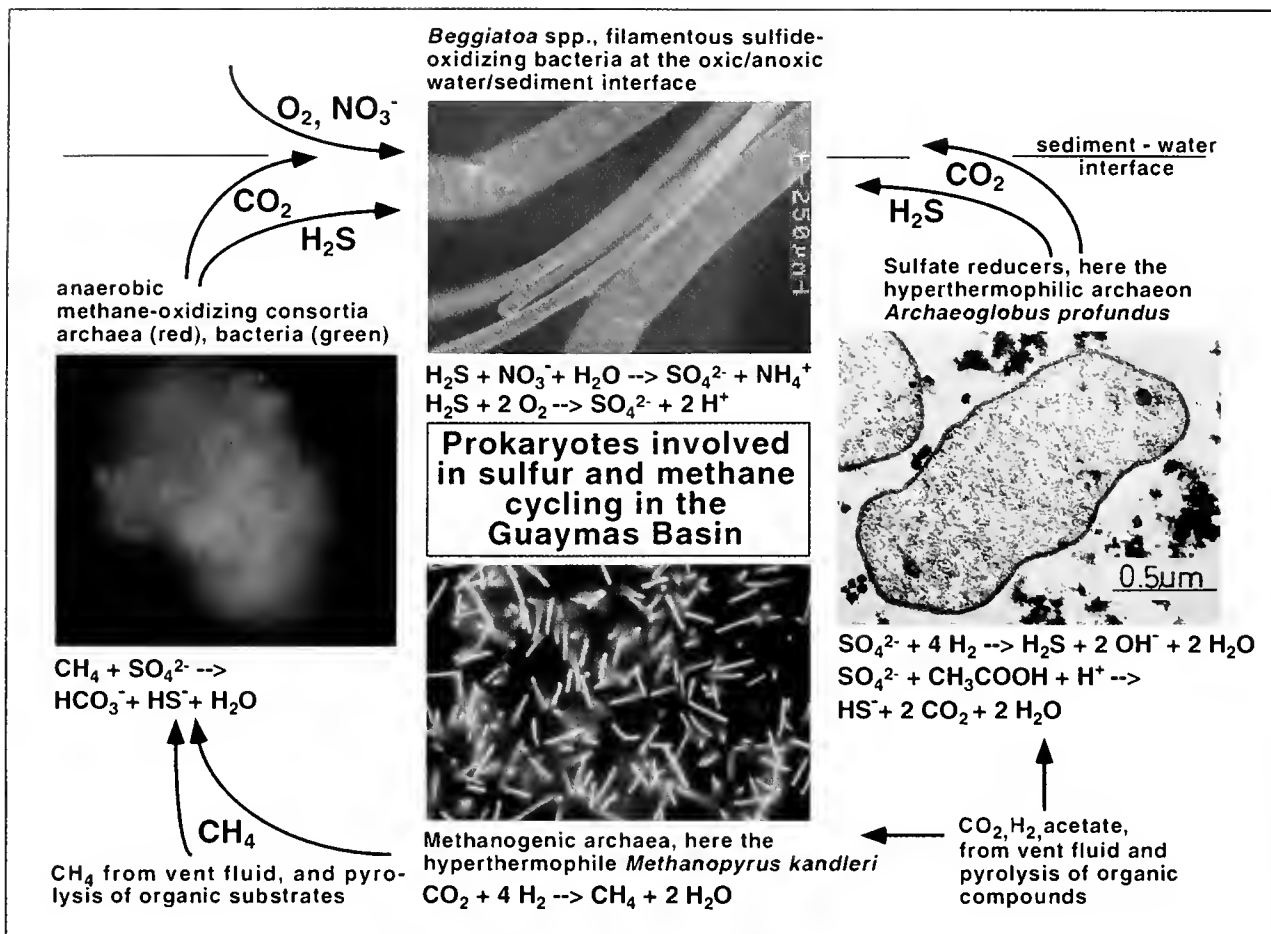 Beggiatoa spp., filamentous sulfide-
oxidizing bacteria at the oxic/anoxic
water/sediment interface
O₂, NO₃⁻
CO₂
H₂S
250µm
sediment - water
interface
CO₂
H₂S
anaerobic
methane-oxidizing consortia
archaea (red), bacteria (green)
Sulfate reducers, here the
hyperthermophilic archaeon
Archaeoglobus profundus
H₂S + NO₃⁻ + H₂O --> SO₄²⁻ + NH₄⁺
H₂S + 2 O₂ --> SO₄²⁻ + 2 H⁺
Prokaryotes involved
in sulfur and methane
cycling in the
Guaymas Basin
0.5µm
CH₄ + SO₄²⁻ -->
HCO₃⁻ + HS⁻ + H₂O
SO₄²⁻ + 4 H₂ --> H₂S + 2 OH⁻ + 2 H₂O
SO₄²⁻ + CH₃COOH + H⁺ -->
HS⁻ + 2 CO₂ + 2 H₂O
CH₄
CH₄ from vent fluid, and pyro-
lysis of organic substrates
Methanogenic archaea, here the
hyperthermophile Methanopyrus kandleri
CO₂ + 4 H₂ --> CH₄ + 2 H₂O
CO₂, H₂, acetate,
from vent fluid and
pyrolysis of organic
compounds